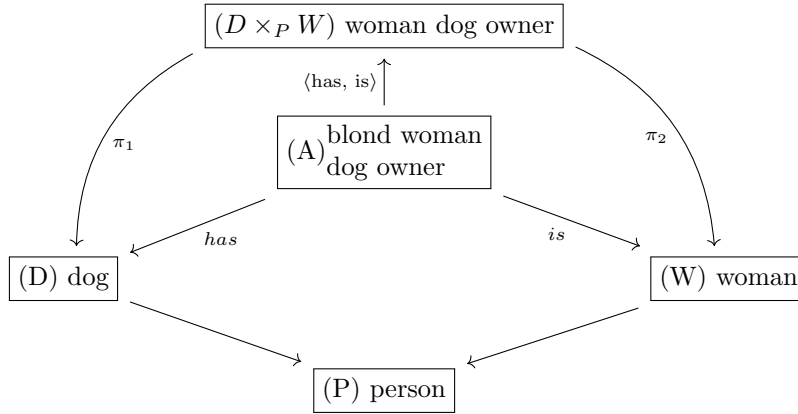 (D ×_P W) woman dog owner
⟨has, is⟩
(A) blond woman
dog owner
π₁
π₂
has
is
(D) dog
(W) woman
(P) person